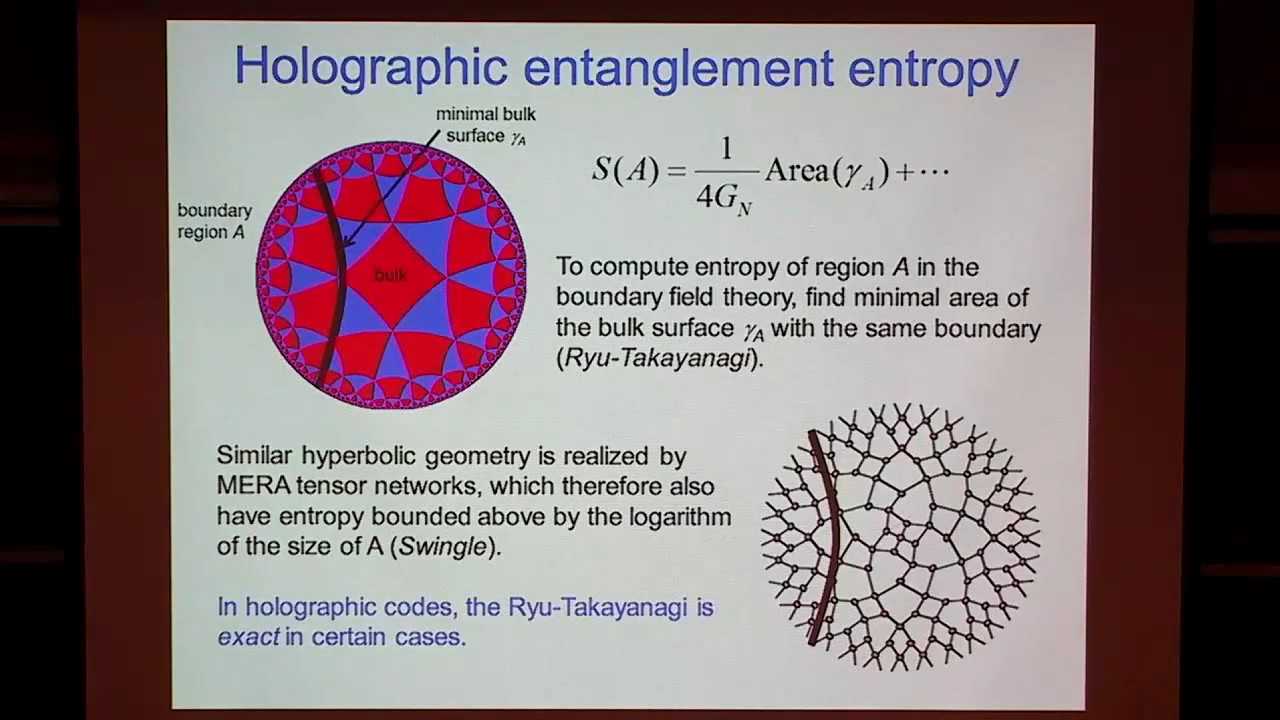 Holographic entanglement entropy
minimal bulk
surface γA
boundary
region A
bulk
S(A) = 1/4G_N Area(γ_A) + ···
To compute entropy of region A in the
boundary field theory, find minimal area of
the bulk surface γA with the same boundary
(Ryu-Takayanagi).
Similar hyperbolic geometry is realized by
MERA tensor networks, which therefore also
have entropy bounded above by the logarithm
of the size of A (Swingle).
In holographic codes, the Ryu-Takayanagi is
exact in certain cases.